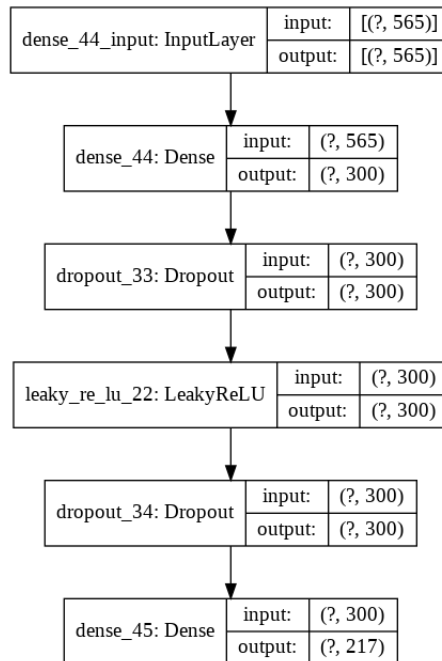 dense_44_input: InputLayer
input: [(?, 565)]
output: [(?, 565)]
dense_44: Dense
input: (?, 565)
output: (?, 300)
dropout_33: Dropout
input: (?, 300)
output: (?, 300)
leaky_re_lu_22: LeakyReLU
input: (?, 300)
output: (?, 300)
dropout_34: Dropout
input: (?, 300)
output: (?, 300)
dense_45: Dense
input: (?, 300)
output: (?, 217)